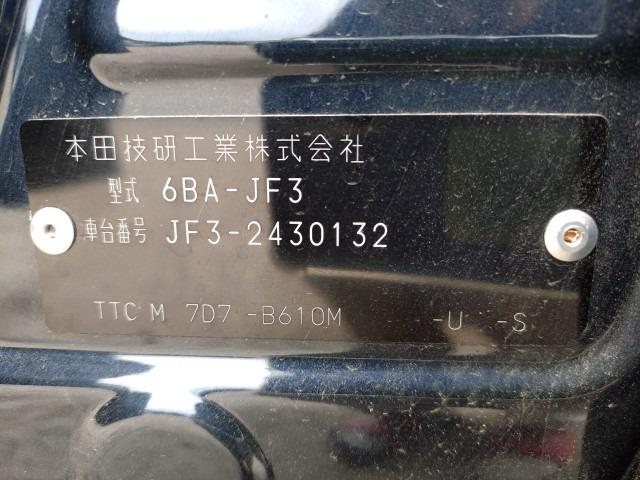 本田技研工業株式会社
型式 6BA-JF3
車台番号 JF3-2430132
TTC M 7D7 -B610M -U -S